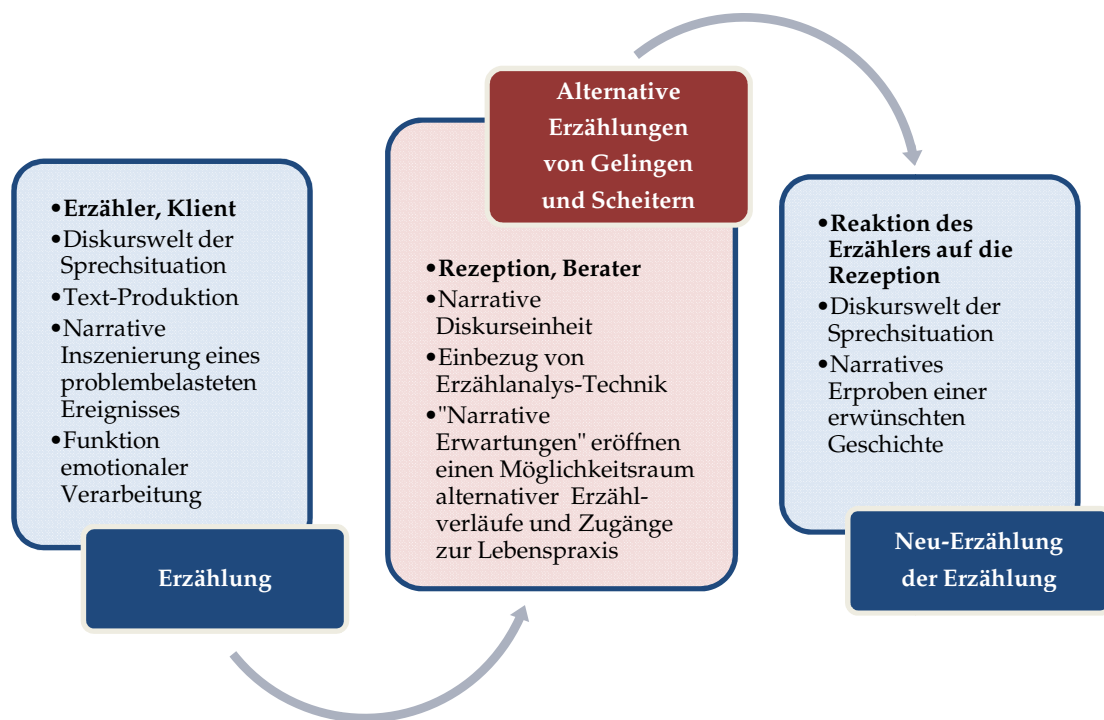 •Erzähler, Klient
•Diskurswelt der
Sprechsituation
•Text-Produktion
•Narrative
Inszenierung eines
problembelasteten
Ereignisses
•Funktion
emotionaler
Verarbeitung
Erzählung
Alternative
Erzählungen
von Gelingen
und Scheitern
•Rezeption, Berater
•Narrative
Diskurseinheit
•Einbezug von
Erzählanalys-Technik
•"Narrative
Erwartungen" eröffnen
einen Möglichkeitsraum
alternativer Erzähl-
verläufe und Zugänge
zur Lebenspraxis
•Reaktion des
Erzählers auf die
Rezeption
•Diskurswelt der
Sprechsituation
•Narratives
Erproben einer
erwünschten
Geschichte
Neu-Erzählung
der Erzählung